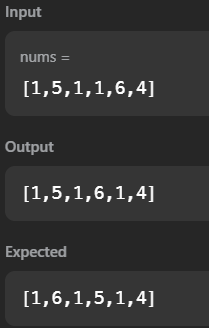 Input
nums =
[1,5,1,1,6,4]
Output
[1,5,1,6,1,4]
Expected
[1,6,1,5,1,4]